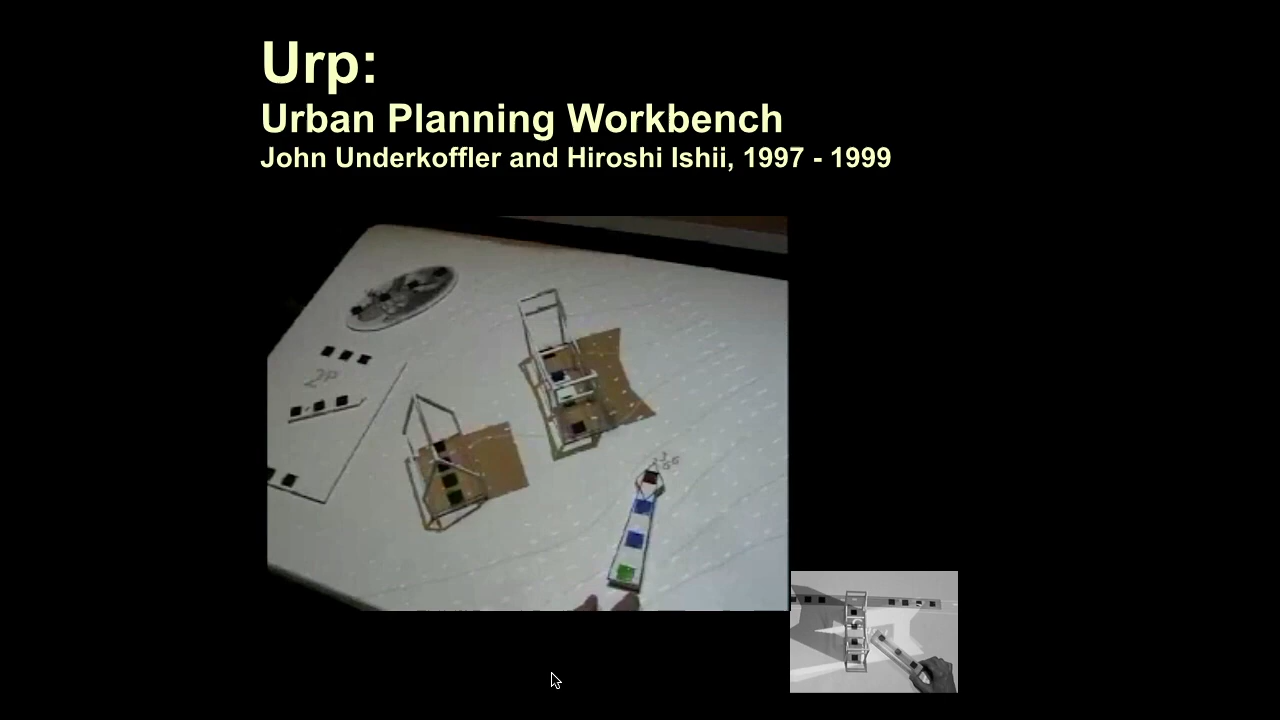 Urp:
Urban Planning Workbench
John Underkoffler and Hiroshi Ishii, 1997 - 1999